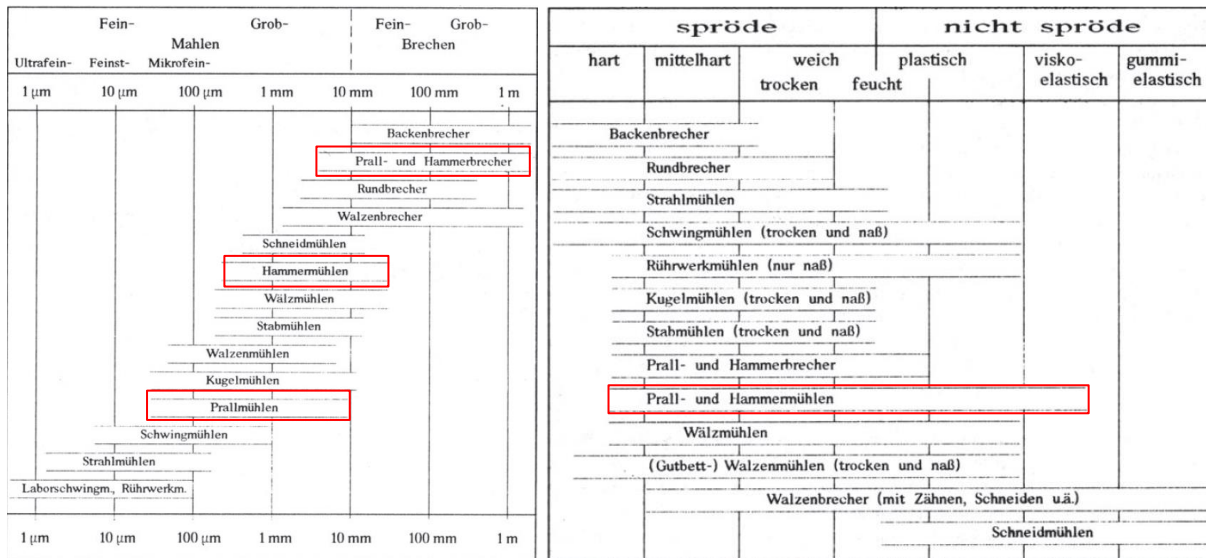 Fein-
Grob-
Fein-
Grob-
Mahlen
Brechen
Ultrafein-
Feinst-
Mikrofein-
1 µm
10 µm
100 µm
1 mm
10 mm
100 mm
1 m
Backenbrecher
Prall- und Hammerbrecher
Rundbrecher
Walzenbrecher
Schneidmühlen
Hammermühlen
Wälzmühlen
Stabmühlen
Walzenmühlen
Kugelmühlen
Prallmühlen
Schwingmühlen
Strahlmühlen
Laborschwingm., Rührwerkm.
1 µm
10 µm
100 µm
1 mm
10 mm
100 mm
1 m
spröde
nicht spröde
hart
mittelhart
weich
plastisch
visko-
elastisch
gummi-
elastisch
trocken
feucht
Backenbrecher
Rundbrecher
Strahlmühlen
Schwingmühlen (trocken und naß)
Rührwerkmühlen (nur naß)
Kugelmühlen (trocken und naß)
Stabmühlen (trocken und naß)
Prall- und Hammerbrecher
Prall- und Hammermühlen
Wälzmühlen
(Gutbett-) Walzenmühlen (trocken und naß)
Walzenbrecher (mit Zähnen, Schneiden u.ä.)
Schneidmühlen